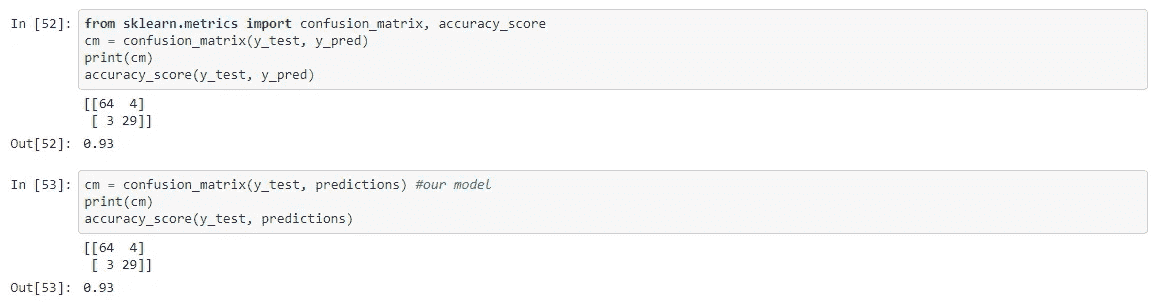 In [52]: from sklearn.metrics import confusion_matrix, accuracy_score
cm = confusion_matrix(y_test, y_pred)
print(cm)
accuracy_score(y_test, y_pred)
[[64  4]
 [ 3 29]]
Out[52]: 0.93
In [53]: cm = confusion_matrix(y_test, predictions) #our model
print(cm)
accuracy_score(y_test, predictions)
[[64  4]
 [ 3 29]]
Out[53]: 0.93